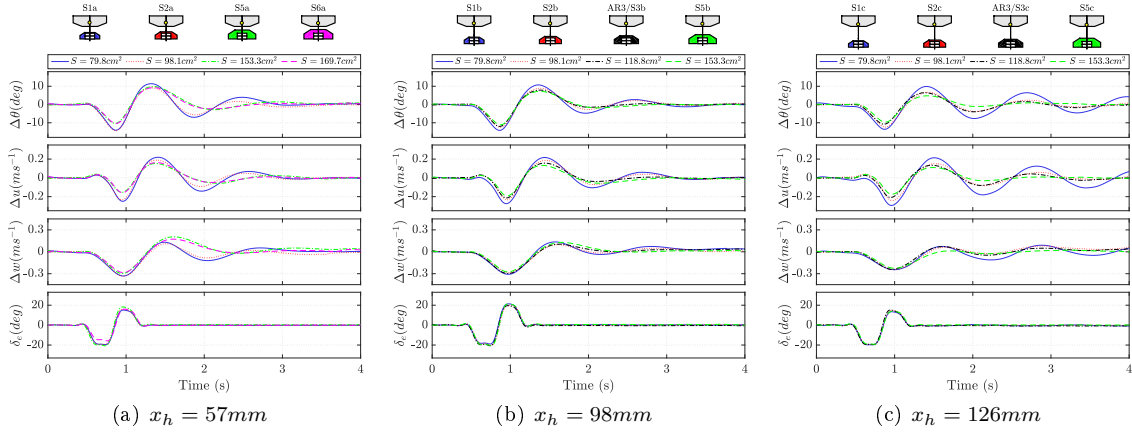 S1a S2a S5a S6a
S = 79.8cm² S = 98.1cm² S = 153.3cm² S = 169.7cm²
Δθ(deg)
10
0
-10
Δu(ms⁻¹)
0.2
0
-0.2
Δw(ms⁻¹)
0.3
0
-0.3
δₑ(deg)
20
0
-20
0 1 2 3 4
Time (s)
(a) xₕ = 57mm
S1b S2b AR3/S3b S5b
S = 79.8cm² S = 98.1cm² S = 118.8cm² S = 153.3cm²
Δθ(deg)
10
0
-10
Δu(ms⁻¹)
0.2
0
-0.2
Δw(ms⁻¹)
0.3
0
-0.3
δₑ(deg)
20
0
-20
0 1 2 3 4
Time (s)
(b) xₕ = 98mm
S1c S2c AR3/S3c S5c
S = 79.8cm² S = 98.1cm² S = 118.8cm² S = 153.3cm²
Δθ(deg)
10
0
-10
Δu(ms⁻¹)
0.2
0
-0.2
Δw(ms⁻¹)
0.3
0
-0.3
δₑ(deg)
20
0
-20
0 1 2 3 4
Time (s)
(c) xₕ = 126mm